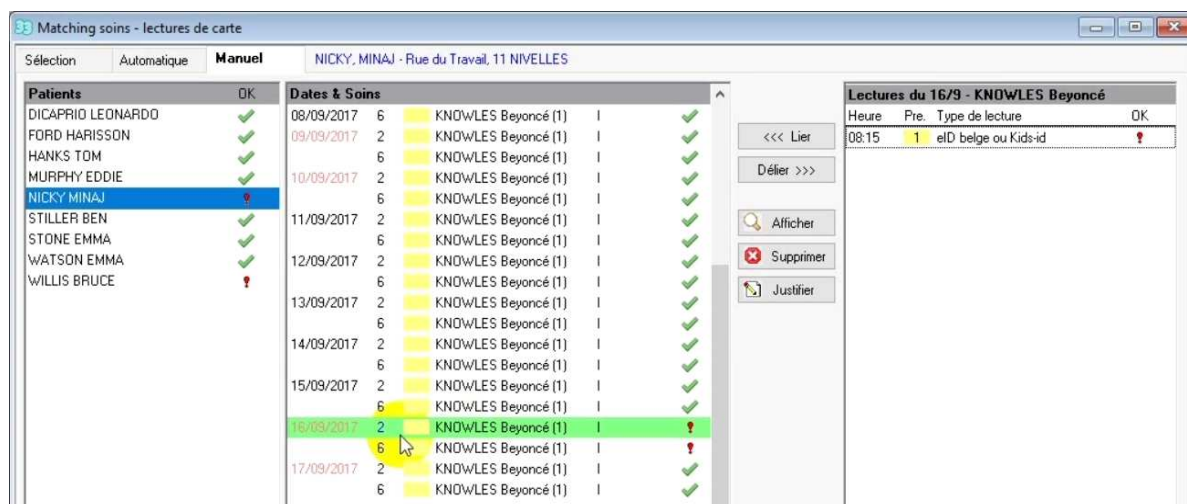 Matching soins - lectures de carte
Sélection Automatique Manuel NICKY, MINAJ - Rue du Travail, 11 NIVELLES
Patients OK
DICAPRIO LEONARDO
FORD HARISSON
HANKS TOM
MURPHY EDDIE
NICKY MINAJ
STILLER BEN
STONE EMMA
WATSON EMMA
WILLIS BRUCE
Dates & Soins
08/09/2017 6 KNOWLES Beyoncé (1) I
09/09/2017 2 KNOWLES Beyoncé (1) I
6 KNOWLES Beyoncé (1) I
10/09/2017 2 KNOWLES Beyoncé (1) I
6 KNOWLES Beyoncé (1) I
11/09/2017 2 KNOWLES Beyoncé (1) I
6 KNOWLES Beyoncé (1) I
12/09/2017 2 KNOWLES Beyoncé (1) I
6 KNOWLES Beyoncé (1) I
13/09/2017 2 KNOWLES Beyoncé (1) I
6 KNOWLES Beyoncé (1) I
14/09/2017 2 KNOWLES Beyoncé (1) I
6 KNOWLES Beyoncé (1) I
15/09/2017 2 KNOWLES Beyoncé (1) I
6 KNOWLES Beyoncé (1) I
16/09/2017 2 KNOWLES Beyoncé (1) I
6 KNOWLES Beyoncé (1) I
17/09/2017 2 KNOWLES Beyoncé (1) I
6 KNOWLES Beyoncé (1) I
<<< Lier
Délier >>>
Afficher
Supprimer
Justifier
Lectures du 16/9 - KNOWLES Beyoncé
Heure Pre. Type de lecture OK
08:15 1 eID belge ou Kids-id